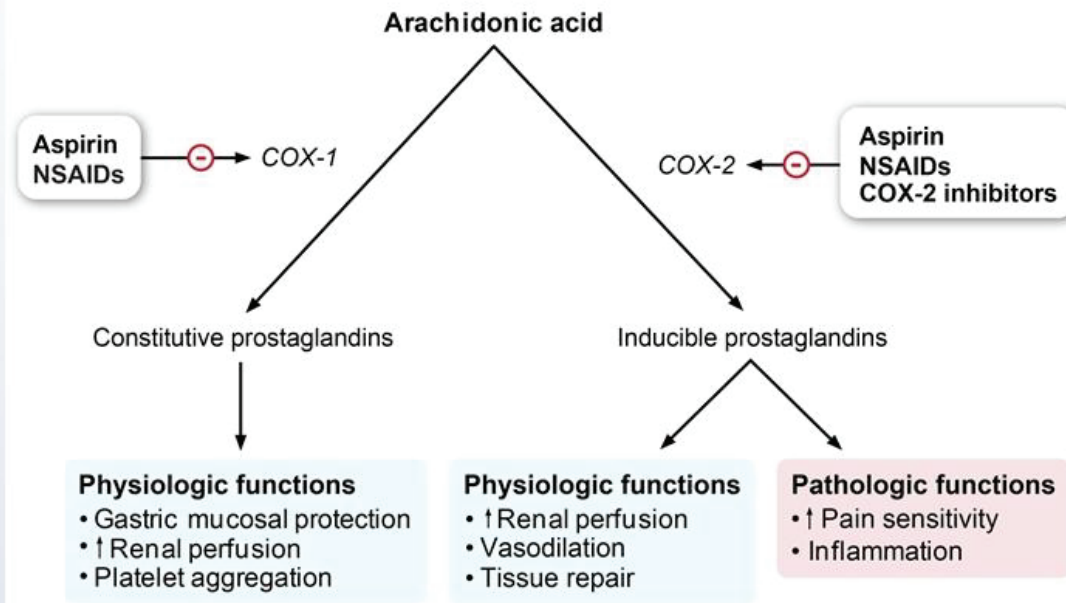 Arachidonic acid
Aspirin
NSAIDs
COX-1
COX-2
Aspirin
NSAIDs
COX-2 inhibitors
Constitutive prostaglandins
Inducible prostaglandins
Physiologic functions
• Gastric mucosal protection
• ↑ Renal perfusion
• Platelet aggregation
Physiologic functions
• ↑ Renal perfusion
• Vasodilation
• Tissue repair
Pathologic functions
• ↑ Pain sensitivity
• Inflammation